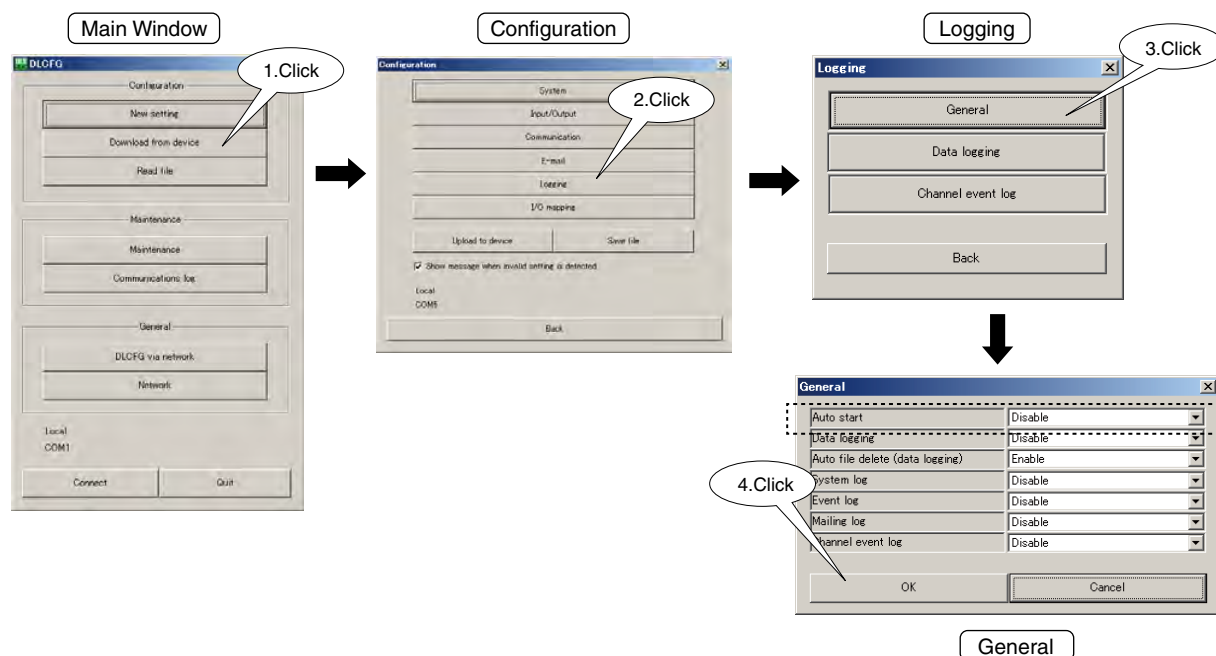 Main Window
DLCFG
1.Click
Configuration
New setting
Download from device
Read file
Maintenance
Maintenance
Communications log
General
DLCFG via network
Network
Local
COM1
Connect
Quit
Configuration
Configuration
System
2.Click
Input/Output
Communication
E-mail
Logging
I/O mapping
Upload to device
Save file
Show message when invalid setting is detected
Local
COM5
Back
Logging
3.Click
Logging
General
Data logging
Channel event log
Back
General
Auto start Disable
Data logging Disable
Auto file delete (data logging) Enable
4.Click
System log Disable
Event log Disable
Mailing log Disable
Channel event log Disable
OK
Cancel
General